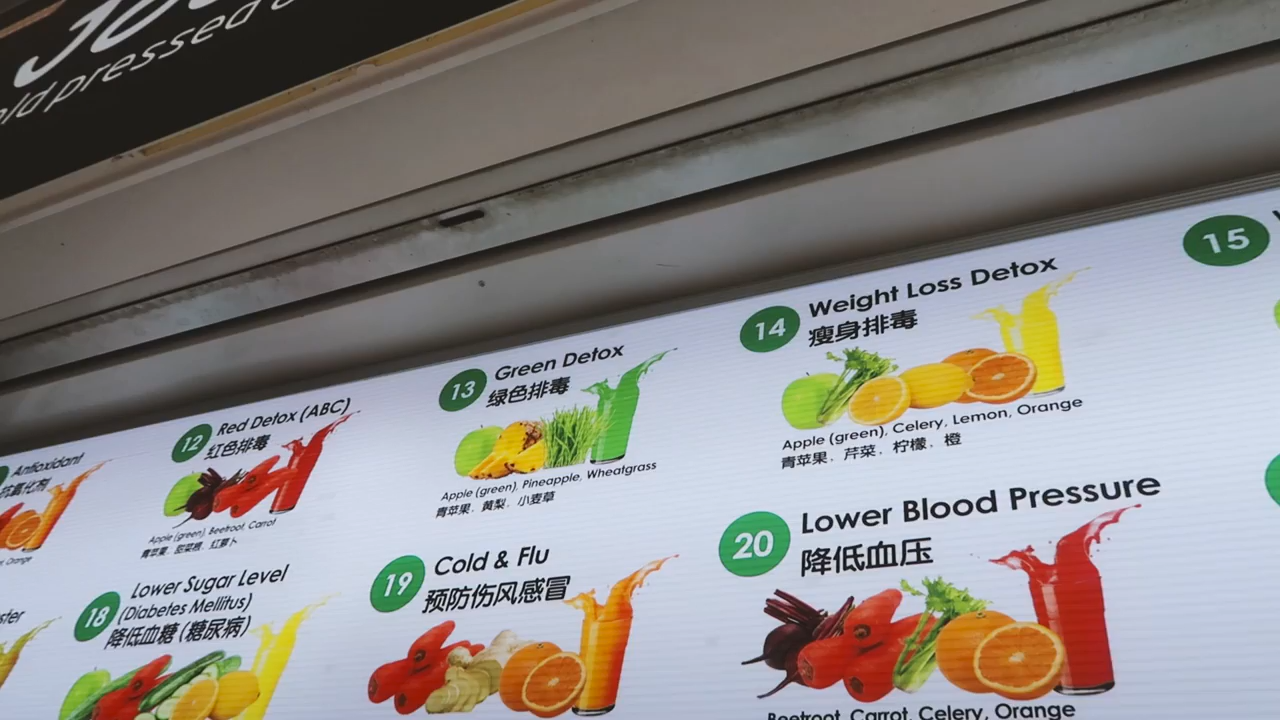 pressed
Antioxidant
抗氧化剂
Orange
12
Red Detox (ABC)
红色排毒
Apple (green), Beetroot, Carrot
青苹果, 甜菜根, 红萝卜
13
Green Detox
绿色排毒
Apple (green), Pineapple, Wheatgrass
青苹果, 黄梨, 小麦草
14
Weight Loss Detox
瘦身排毒
Apple (green), Celery, Lemon, Orange
青苹果, 芹菜, 柠檬, 橙
15
18
Lower Sugar Level
(Diabetes Mellitus)
降低血糖 (糖尿病)
19
Cold & Flu
预防伤风感冒
20
Lower Blood Pressure
降低血压
Beetroot, Carrot, Celery, Orange